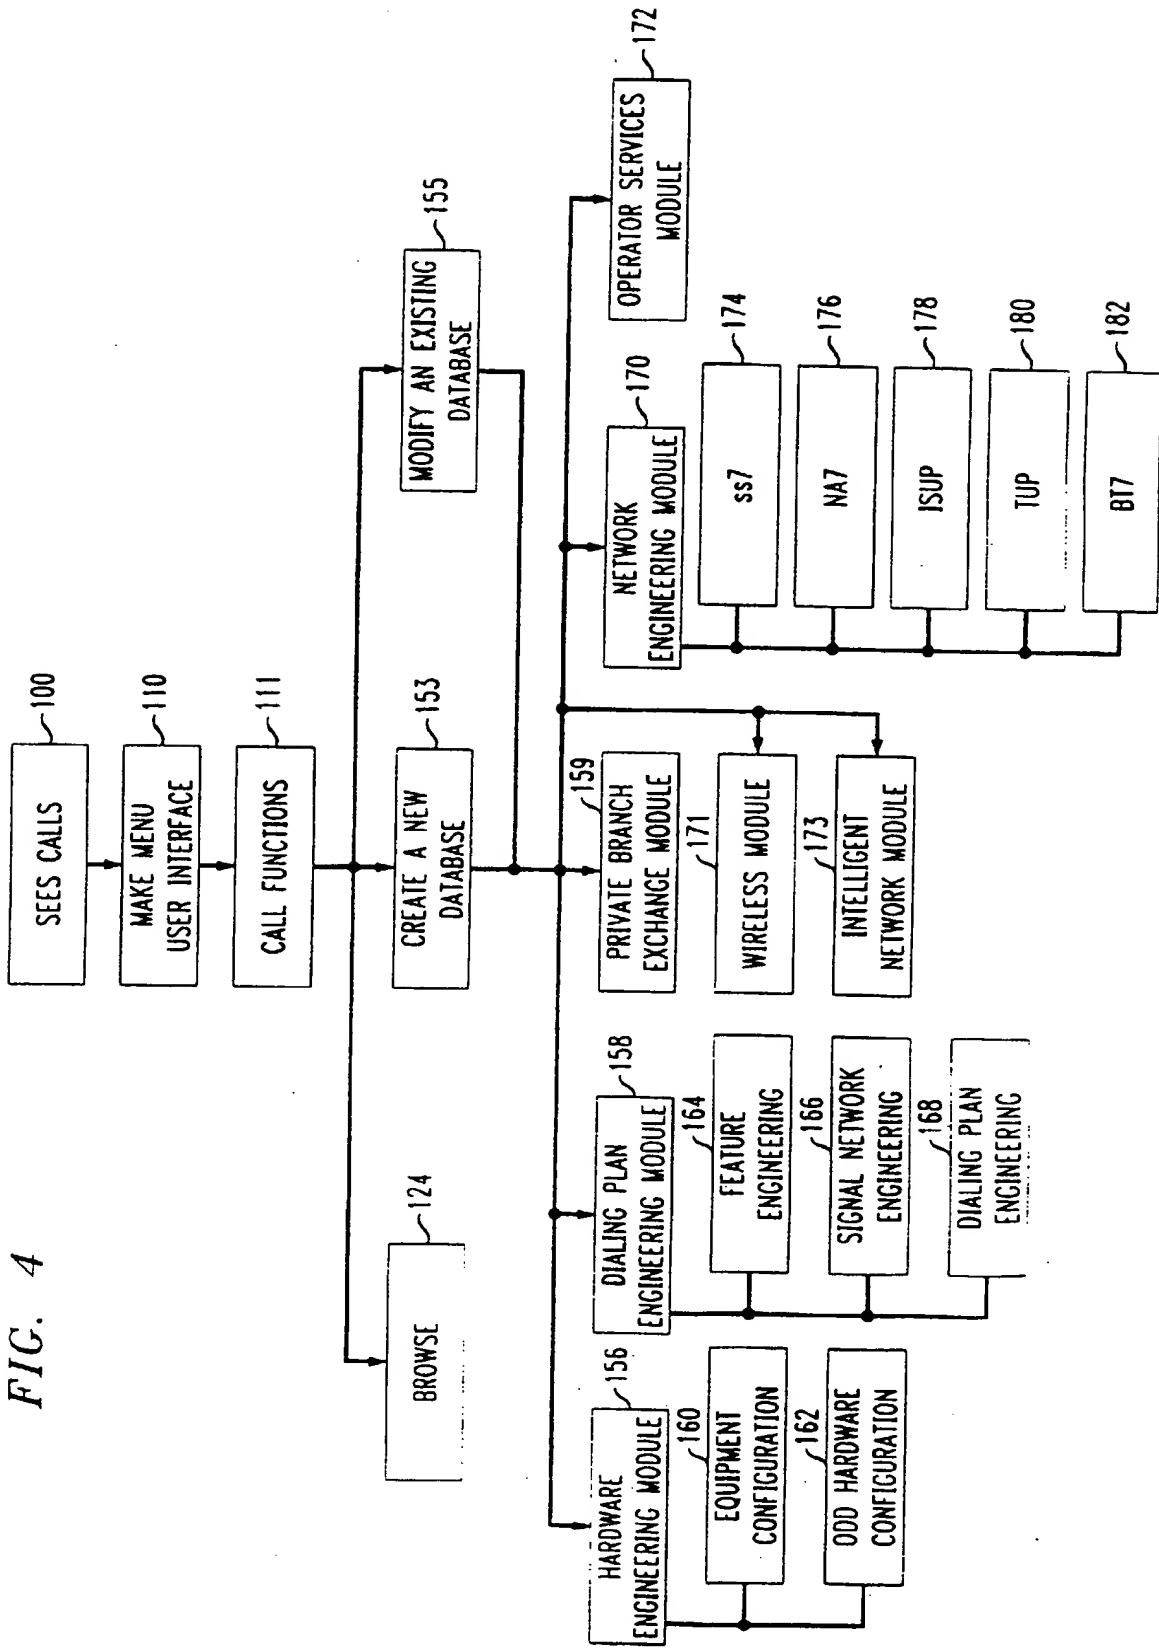 FIG. 4
SEES CALLS
100
MAKE MENU
USER INTERFACE
110
CALL FUNCTIONS
111
BROWSE
124
CREATE A NEW
DATABASE
153
MODIFY AN EXISTING
DATABASE
155
HARDWARE
ENGINEERING MODULE
156
EQUIPMENT
CONFIGURATION
160
ODD HARDWARE
CONFIGURATION
162
DIALING PLAN
ENGINEERING MODULE
158
FEATURE
ENGINEERING
164
SIGNAL NETWORK
ENGINEERING
166
DIALING PLAN
ENGINEERING
168
PRIVATE BRANCH
EXCHANGE MODULE
159
WIRELESS MODULE
171
INTELLIGENT
NETWORK MODULE
173
NETWORK
ENGINEERING MODULE
170
ss7
174
NA7
176
ISUP
178
TUP
180
BT7
182
OPERATOR SERVICES
MODULE
172